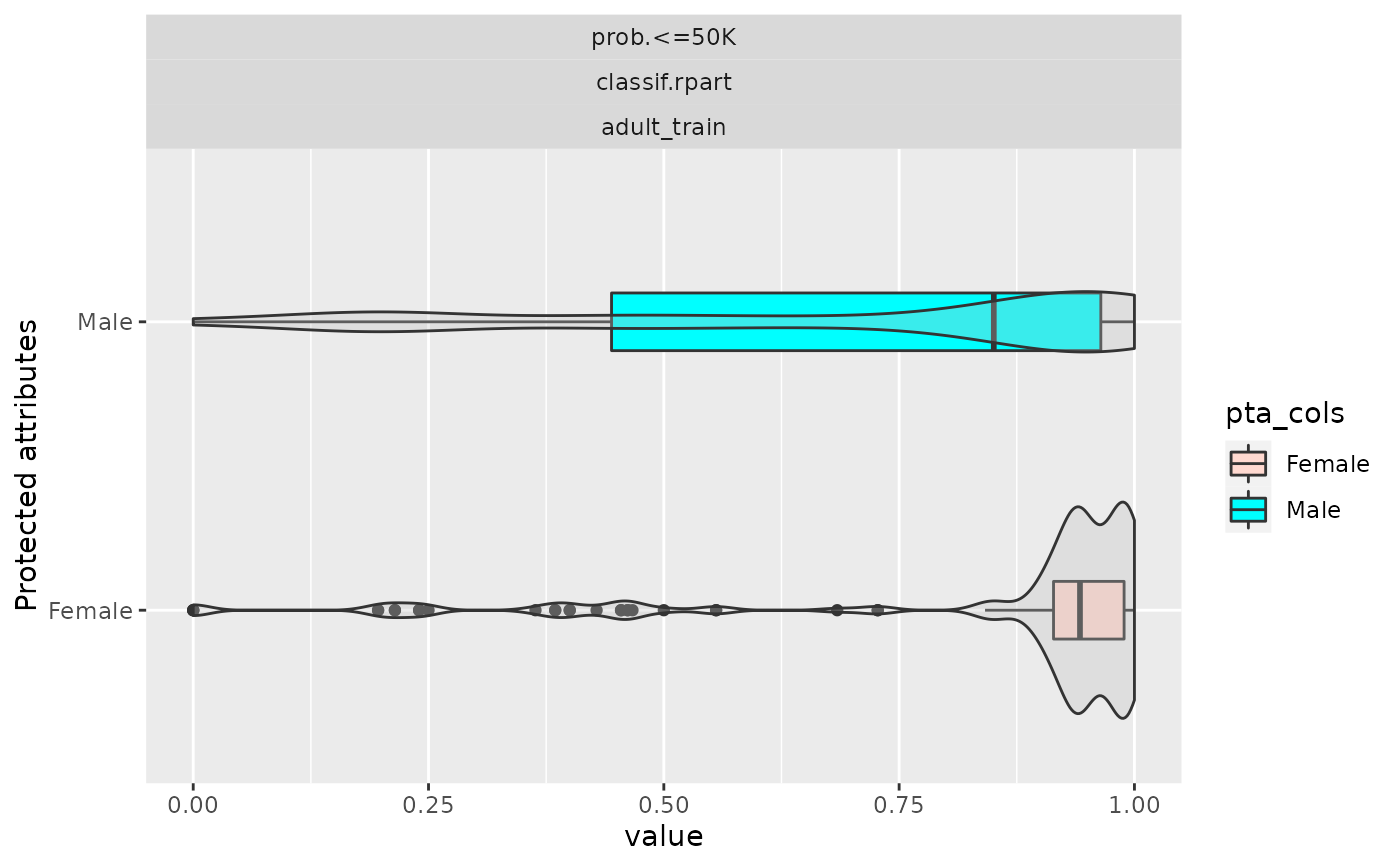 prob.<=50K
classif.rpart
adult_train
Protected attributes
Male
Female
0.00
0.25
0.50
0.75
1.00
value
pta_cols
Female
Male